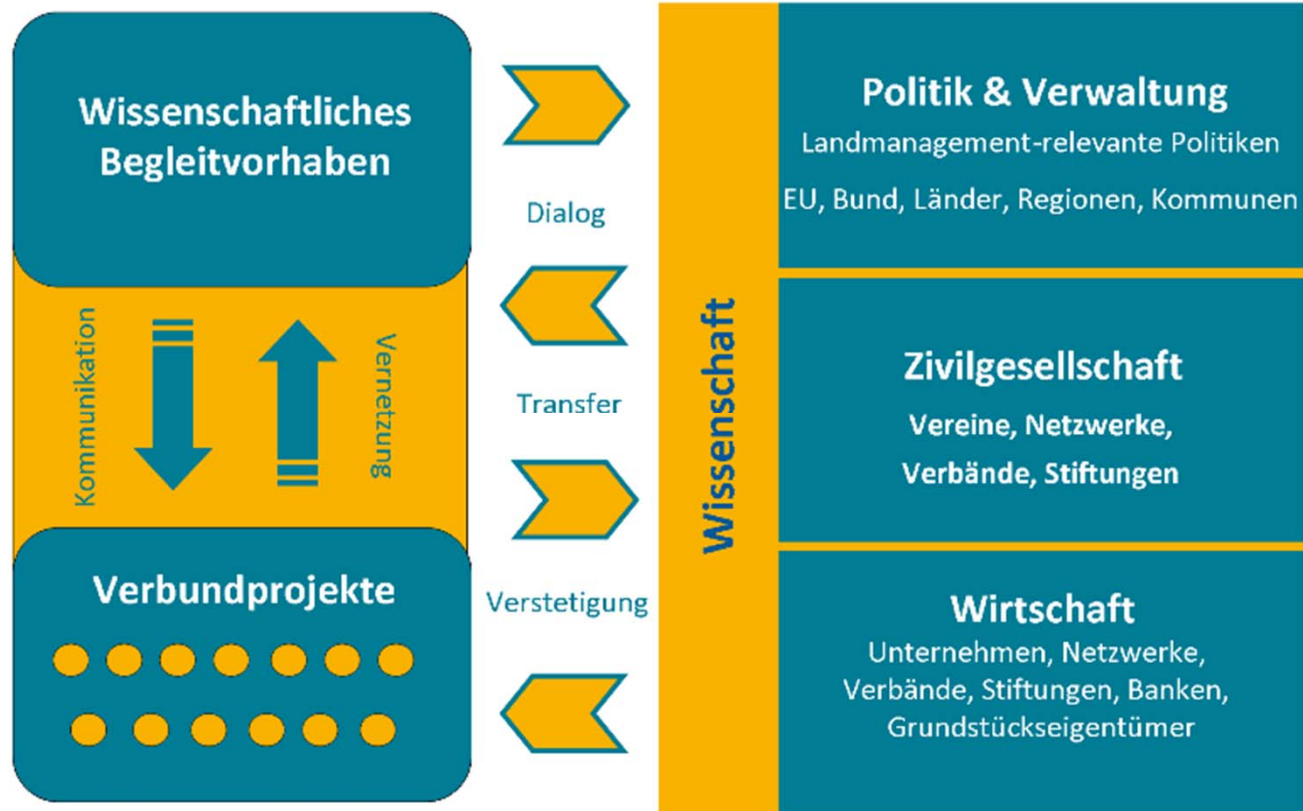 Wissenschaftliches
Begleitvorhaben
Kommunikation
Vernetzung
Verbundprojekte
Dialog
Transfer
Verstetigung
Wissenschaft
Politik & Verwaltung
Landmanagement-relevante Politiken
EU, Bund, Länder, Regionen, Kommunen
Zivilgesellschaft
Vereine, Netzwerke,
Verbände, Stiftungen
Wirtschaft
Unternehmen, Netzwerke,
Verbände, Stiftungen, Banken,
Grundstückseigentümer